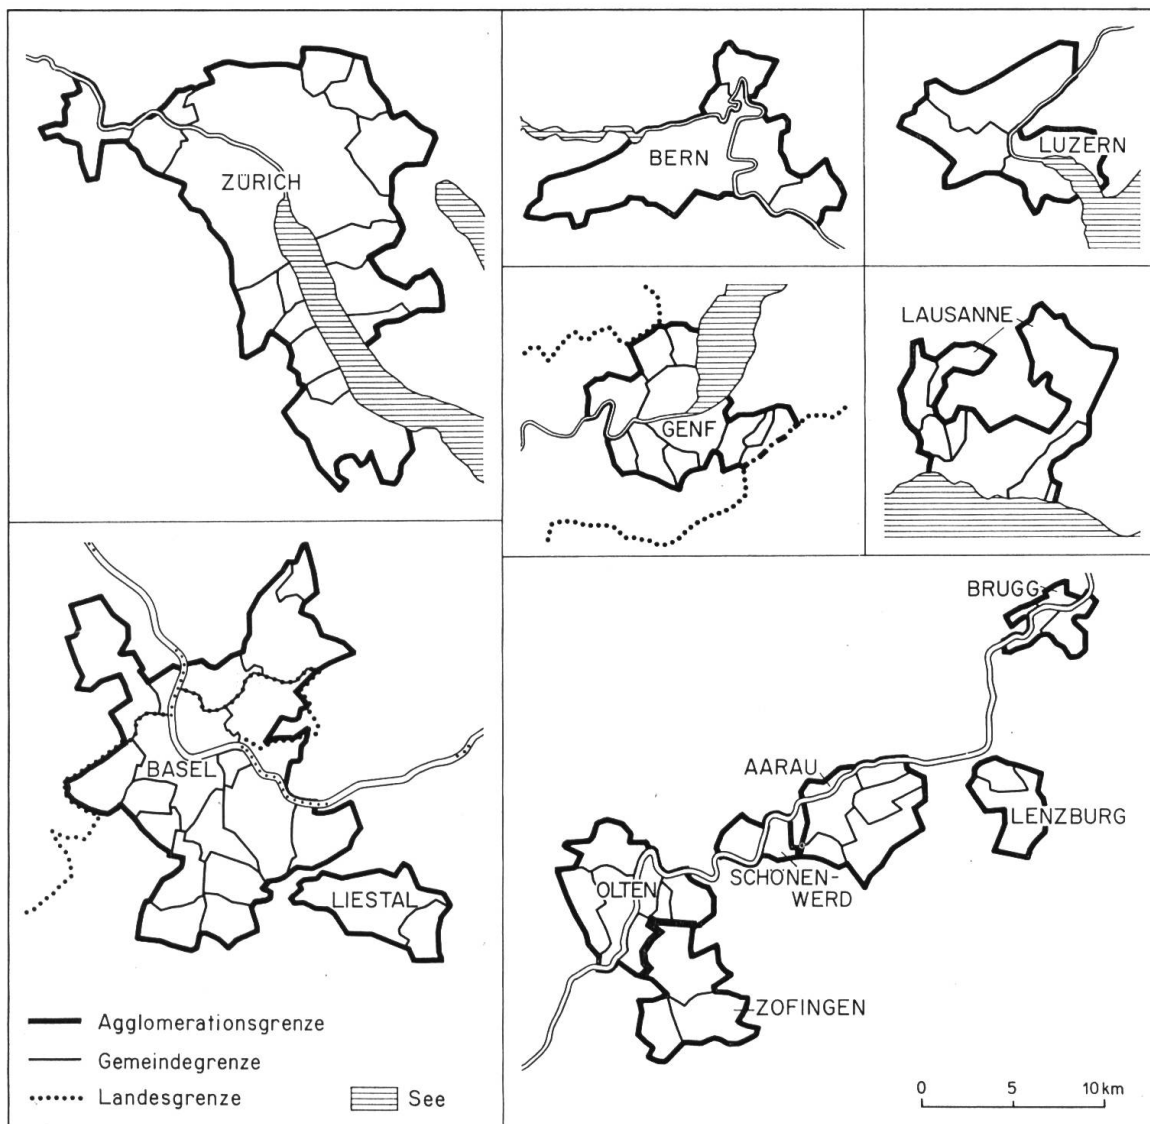 ZÜRICH
BERN
LUZERN
GENF
LAUSANNE
BASEL
LIESTAL
Agglomerationsgrenze
Gemeindegrenze
Landesgrenze
See
BRUGG
AARAU
LENZBURG
SCHÖNEN-
WERD
OLTEN
ZOFINGEN
0 5 10 km